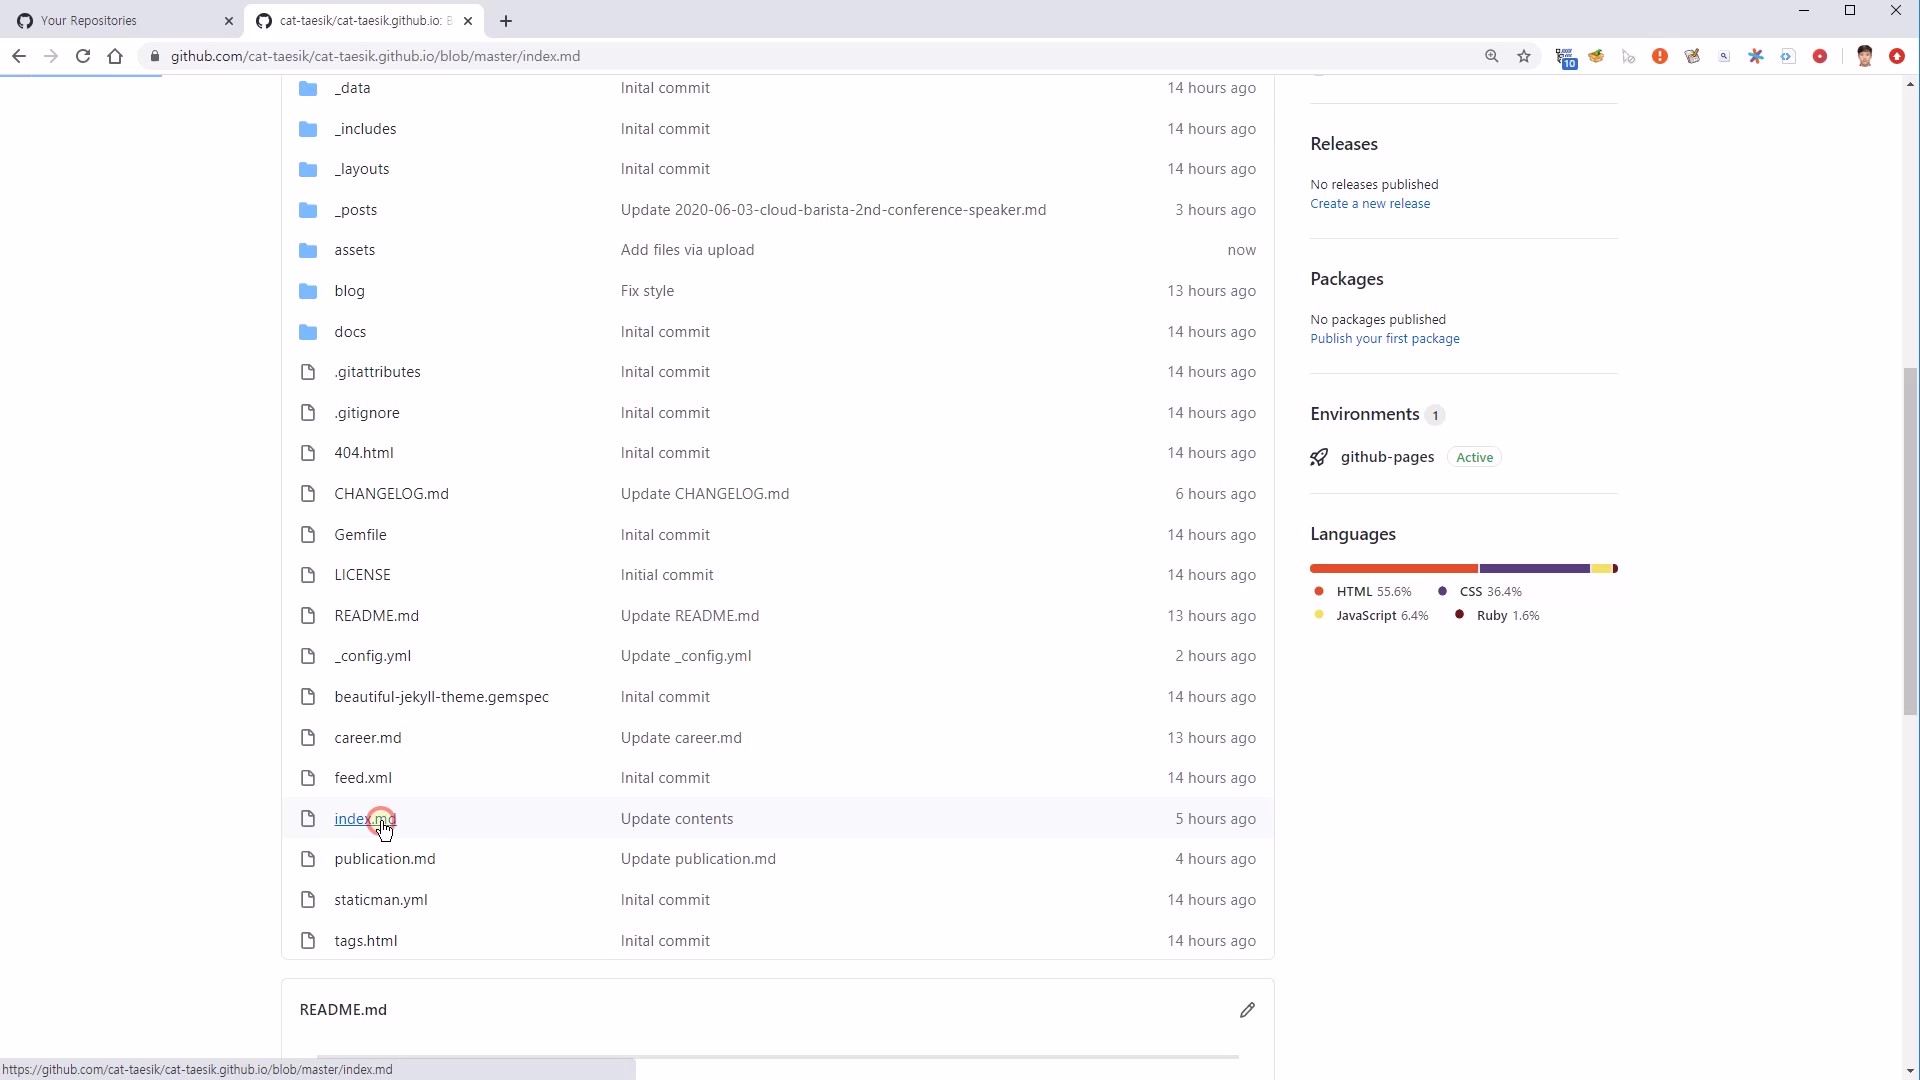 Your Repositories
cat-taesik/cat-taesik.github.io: B
github.com/cat-taesik/cat-taesik.github.io/blob/master/index.md
10
_data Inital commit 14 hours ago
_includes Inital commit 14 hours ago
_layouts Inital commit 14 hours ago
_posts Update 2020-06-03-cloud-barista-2nd-conference-speaker.md 3 hours ago
assets Add files via upload now
blog Fix style 13 hours ago
docs Inital commit 14 hours ago
.gitattributes Inital commit 14 hours ago
.gitignore Inital commit 14 hours ago
404.html Inital commit 14 hours ago
CHANGELOG.md Update CHANGELOG.md 6 hours ago
Gemfile Inital commit 14 hours ago
LICENSE Initial commit 14 hours ago
README.md Update README.md 13 hours ago
_config.yml Update _config.yml 2 hours ago
beautiful-jekyll-theme.gemspec Inital commit 14 hours ago
career.md Update career.md 13 hours ago
feed.xml Inital commit 14 hours ago
index.md Update contents 5 hours ago
publication.md Update publication.md 4 hours ago
staticman.yml Inital commit 14 hours ago
tags.html Inital commit 14 hours ago
README.md
Releases
No releases published
Create a new release
Packages
No packages published
Publish your first package
Environments 1
github-pages Active
Languages
HTML 55.6% CSS 36.4%
JavaScript 6.4% Ruby 1.6%
https://github.com/cat-taesik/cat-taesik.github.io/blob/master/index.md